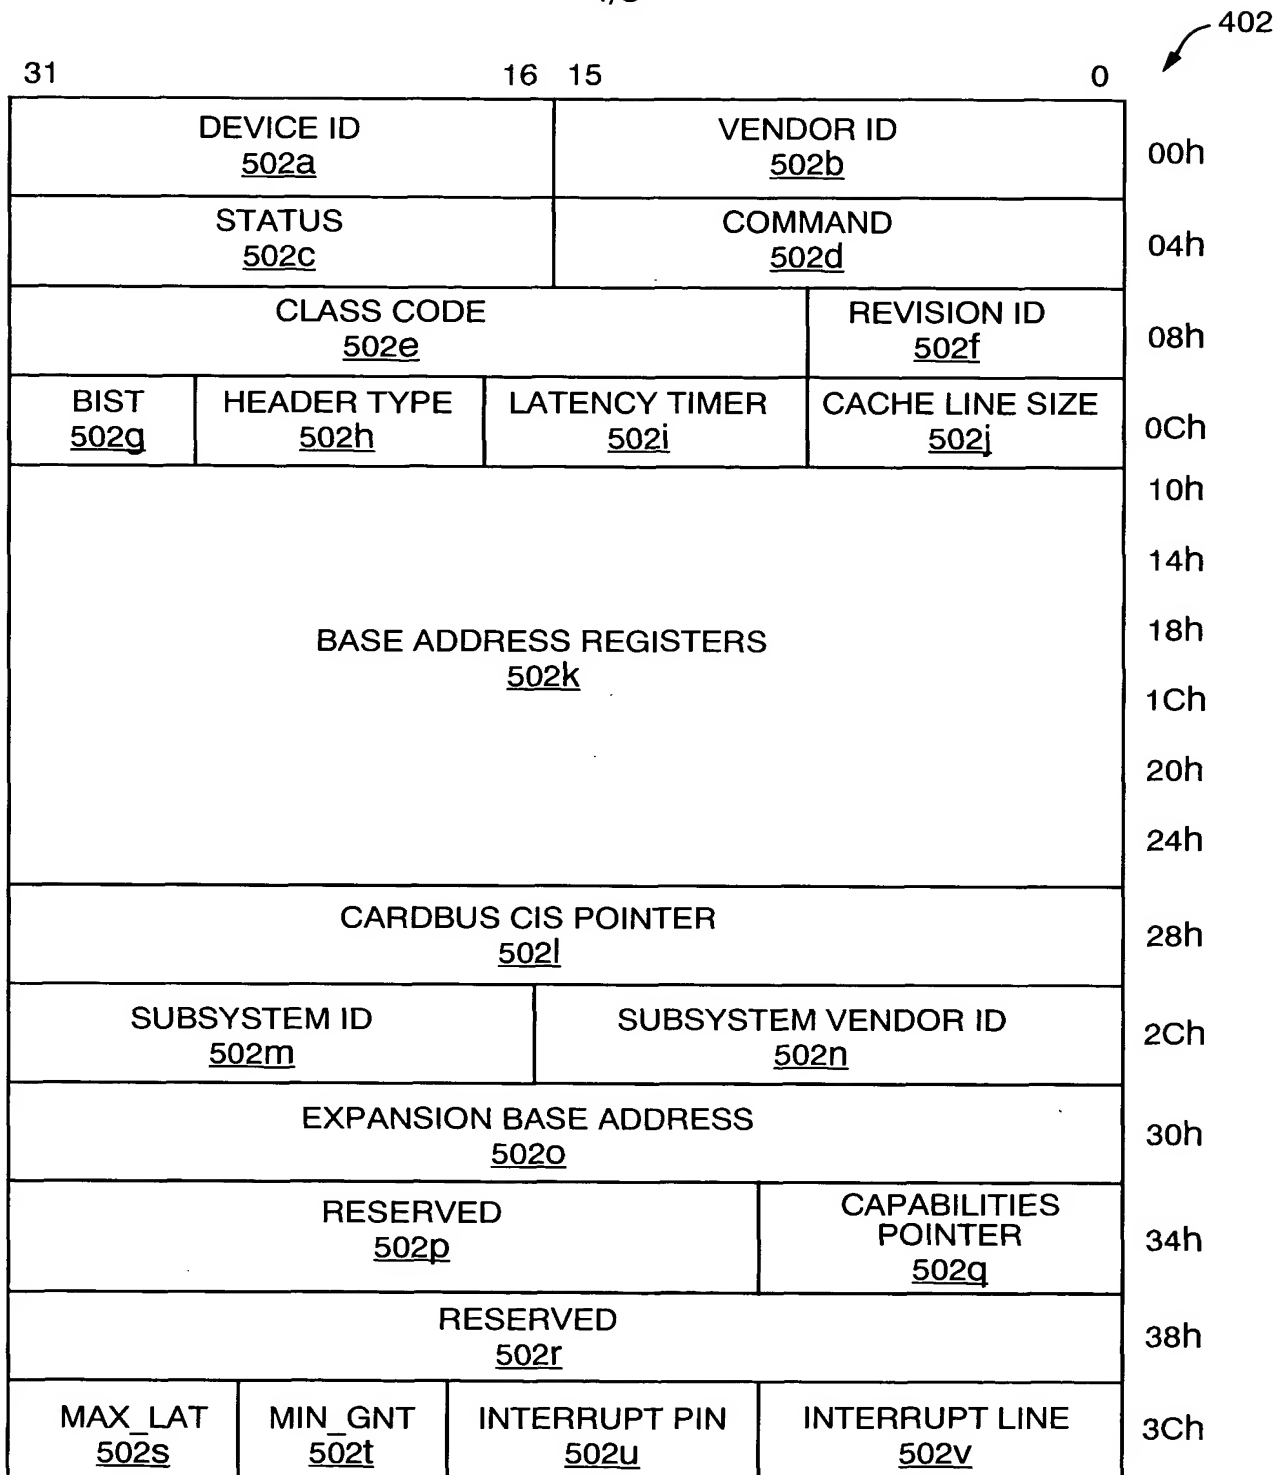 402
31 16 15 0
DEVICE ID VENDOR ID
502a 502b 00h
STATUS COMMAND
502c 502d 04h
CLASS CODE REVISION ID
502e 502f 08h
BIST HEADER TYPE LATENCY TIMER CACHE LINE SIZE
502g 502h 502i 502j 0Ch
10h
14h
18h
BASE ADDRESS REGISTERS
502k
1Ch
20h
24h
CARDBUS CIS POINTER
502l 28h
SUBSYSTEM ID SUBSYSTEM VENDOR ID
502m 502n 2Ch
EXPANSION BASE ADDRESS
502o 30h
RESERVED CAPABILITIES
POINTER
502p 502q 34h
RESERVED
502r 38h
MAX_LAT MIN_GNT INTERRUPT PIN INTERRUPT LINE
502s 502t 502u 502v 3Ch